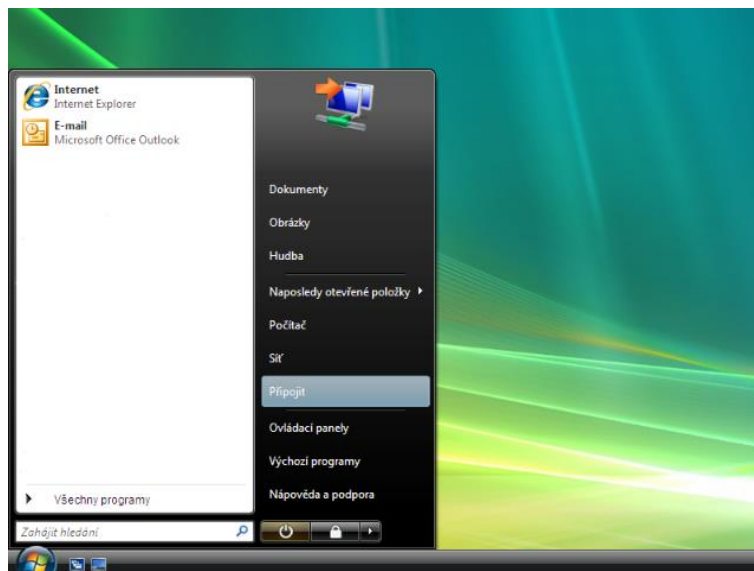 Internet
Internet Explorer
E-mail
Microsoft Office Outlook
Všechny programy
Zahájit hledání
Dokumenty
Obrázky
Hudba
Naposledy otevřené položky
Počítač
Síť
Připojit
Ovládací panely
Výchozí programy
Nápověda a podpora